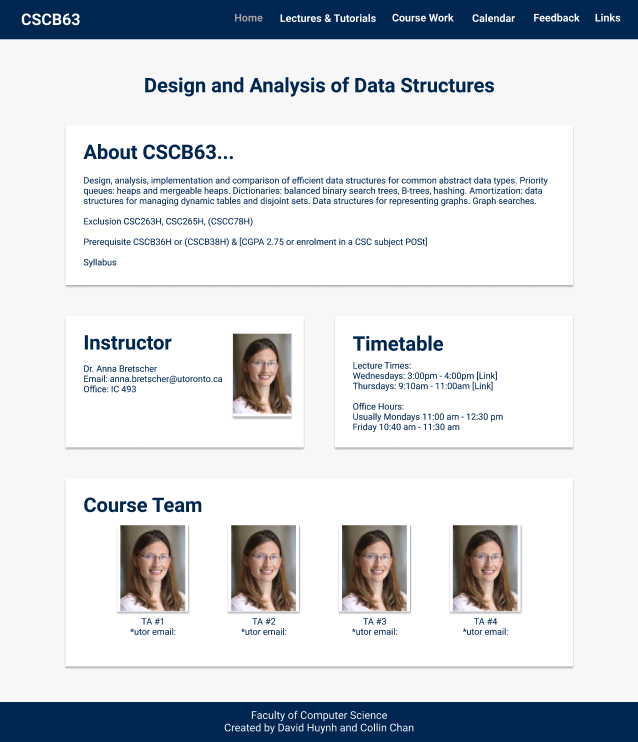 CSCB63
Home Lectures & Tutorials Course Work Calendar Feedback Links
Design and Analysis of Data Structures
About CSCB63...
Design, analysis, implementation and comparison of efficient data structures for common abstract data types. Priority
queues: heaps and mergeable heaps. Dictionaries: balanced binary search trees, B-trees, hashing. Amortization: data
structures for managing dynamic tables and disjoint sets. Data structures for representing graphs. Graph searches.
Exclusion CSC263H, CSC265H, (CSCC78H)
Prerequisite CSCB36H or (CSCB38H) & [CGPA 2.75 or enrolment in a CSC subject POSt]
Syllabus
Instructor
Dr. Anna Bretscher
Email: anna.bretscher@utoronto.ca
Office: IC 493
Timetable
Lecture Times:
Wednesdays: 3:00pm - 4:00pm [Link]
Thursdays: 9:10am - 11:00am [Link]
Office Hours:
Usually Mondays 11:00 am - 12:30 pm
Friday 10:40 am - 11:30 am
Course Team
TA #1
*utor email:
TA #2
*utor email:
TA #3
*utor email:
TA #4
*utor email:
Faculty of Computer Science
Created by David Huynh and Collin Chan